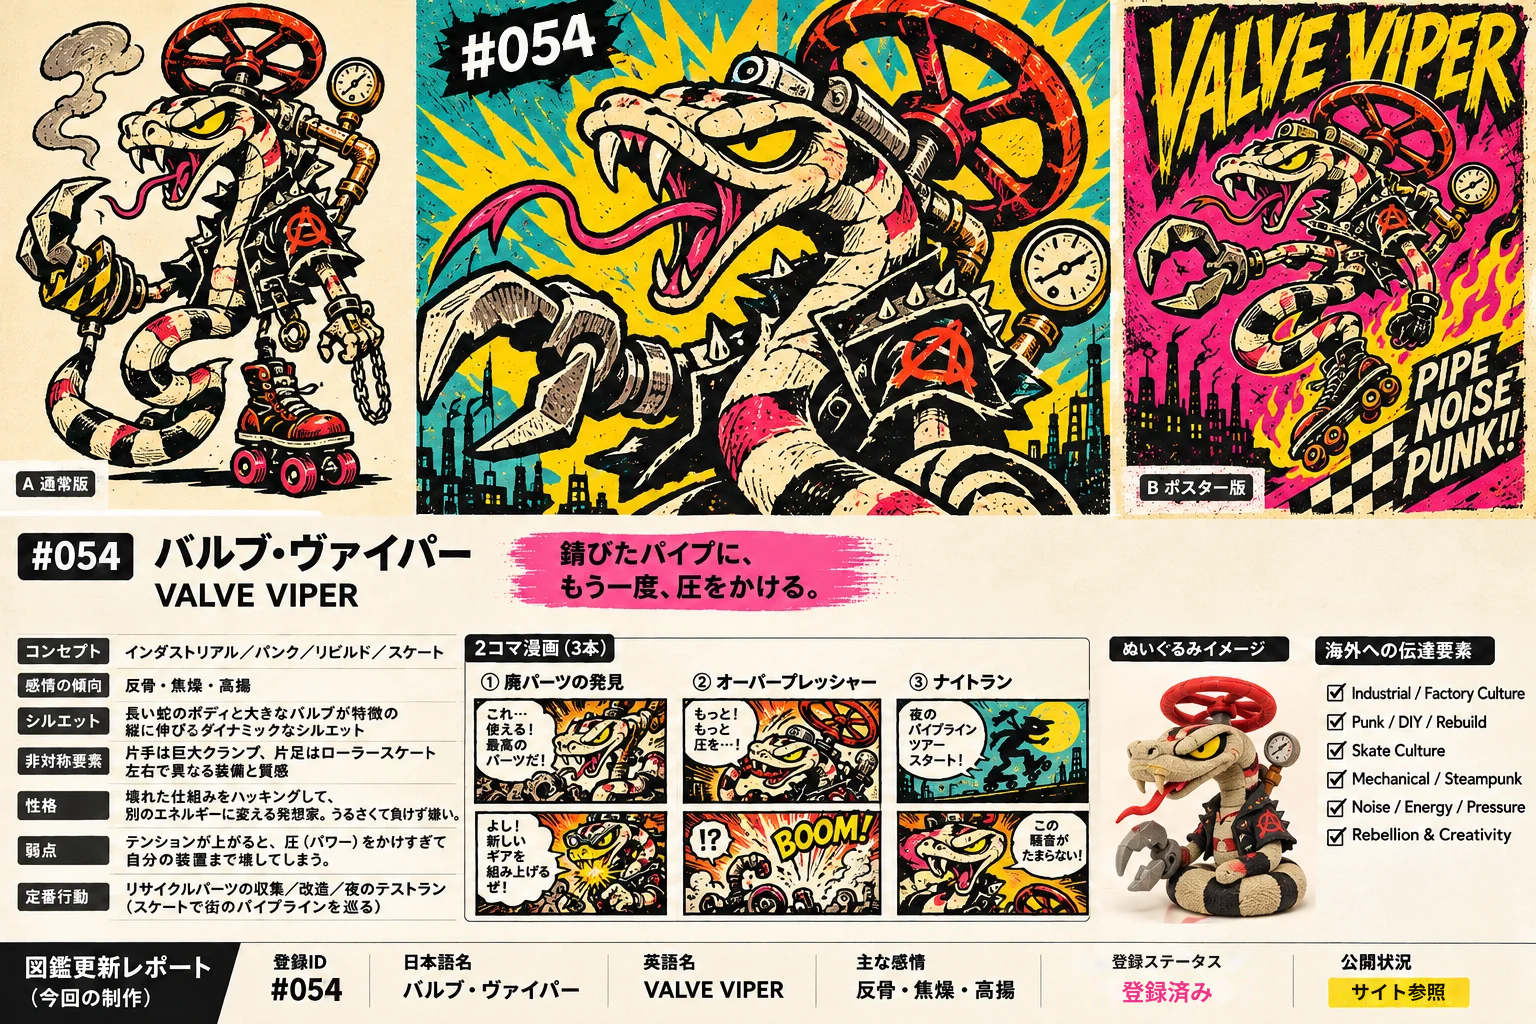 #054
VALVE VIPER
PIPE
NOISE
PUNK!!
A 通常版
B ポスター版
#054
バルブ・ヴァイパー
VALVE VIPER
錆びたパイプに、
もう一度、圧をかける。
コンセプト
インダストリアル／パンク／リビルド／スケート
感情の傾向
反骨・焦燥・高揚
シルエット
長い蛇のボディと大きなバルブが特徴の
縦に伸びるダイナミックなシルエット
非対称要素
片手は巨大クランプ、片足はローラースケート
左右で異なる装備と質感
性格
壊れた仕組みをハッキングして、
別のエネルギーに変える発想家。うるさくて負けず嫌い。
弱点
テンションが上がると、圧（パワー）をかけすぎて
自分の装置まで壊してしまう。
定番行動
リサイクルパーツの収集／改造／夜のテストラン
（スケートで街のパイプラインを巡る）
2コマ漫画（3本）
① 廃パーツの発見
これ…
使える！
最高の
パーツだ！
よし！
新しい
ギアを
組み上げる
ぜ！
② オーバープレッシャー
もっと！
もっと
圧を…！
!?
BOOM!
③ ナイトラン
夜の
パイプライン
ツアー
スタート！
この
騒音が
たまらない！
ぬいぐるみイメージ
海外への伝達要素
Industrial / Factory Culture
Punk / DIY / Rebuild
Skate Culture
Mechanical / Steampunk
Noise / Energy / Pressure
Rebellion & Creativity
図鑑更新レポート
（今回の制作）
登録ID
#054
日本語名
バルブ・ヴァイパー
英語名
VALVE VIPER
主な感情
反骨・焦燥・高揚
登録ステータス
登録済み
公開状況
サイト参照